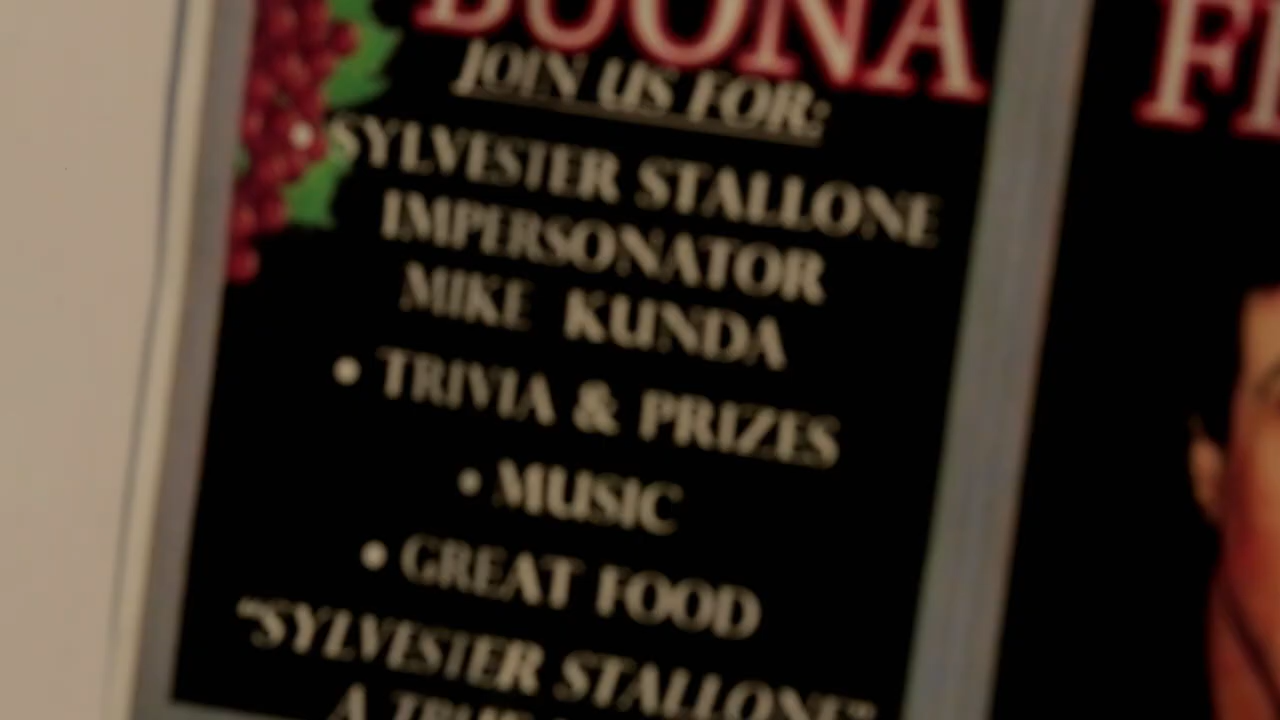 BUONA
JOIN US FOR:
SYLVESTER STALLONE
IMPERSONATOR
MIKE KUNDA
• TRIVIA & PRIZES
• MUSIC
• GREAT FOOD
"SYLVESTER STALLONE"
A